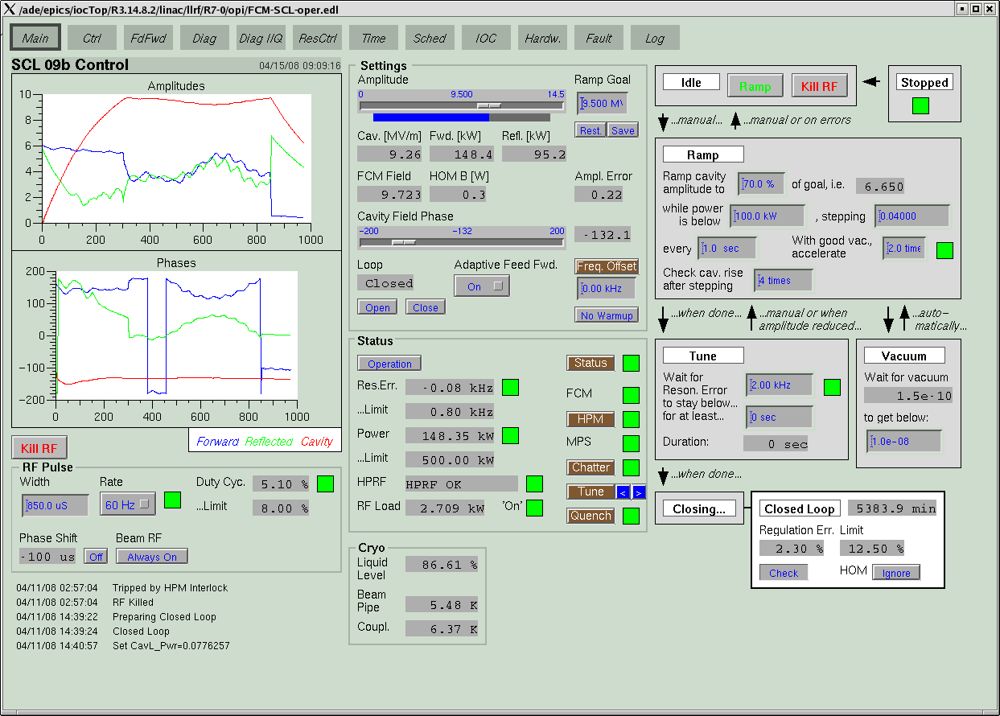 /ade/epics/iocTop/R3.14.8.2/linac/llrf/R7-0/opi/FCM-SCL-oper.edl
Main Ctrl FdFwd Diag Diag I/Q ResCtrl Time Sched IOC Hardw. Fault Log
SCL 09b Control 04/15/08 09:09:16
Amplitudes
10
8
6
4
2
0
0 200 400 600 800 1000
Phases
200
100
0
-100
-200
0 200 400 600 800 1000
Forward Reflected Cavity
Kill RF
RF Pulse
Width Rate Duty Cyc. 5.10 %
850.0 uS 60 Hz ...Limit 8.00 %
Phase Shift Beam RF
-100 us Off Always On
04/11/08 02:57:04 Tripped by HPM Interlock
04/11/08 02:57:04 RF Killed
04/11/08 14:39:22 Preparing Closed Loop
04/11/08 14:39:24 Closed Loop
04/11/08 14:40:57 Set CavL_Pwr=0.0776257
Settings
Amplitude Ramp Goal
0 9.500 14.5
9.500 MV
Rest. Save
Cav. [MV/m] Fwd. [kW] Refl. [kW]
9.26 148.4 95.2
FCM Field HOM B [W] Ampl. Error
9.723 0.3 0.22
Cavity Field Phase
-200 -132 200 -132.1
Loop Adaptive Feed Fwd. Freq. Offset
Closed On 0.00 kHz
Open Close No Warmup
Status
Operation Status
Res.Err. -0.08 kHz FCM
...Limit 0.80 kHz HPM
Power 148.35 kW MPS
...Limit 500.00 kW Chatter
HPRF HPRF OK Tune < >
RF Load 2.709 kW 'On' Quench
Cryo
Liquid
Level 86.61 %
Beam
Pipe 5.48 K
Coupl. 6.37 K
Idle Ramp Kill RF Stopped
...manual... ...manual or on errors
Ramp
Ramp cavity
amplitude to 70.0 % of goal, i.e. 6.650
while power
is below 100.0 kW , stepping 0.04000
every 1.0 sec With good vac.,
accelerate 2.0 time
Check cav. rise
after stepping 4 times
...when done... ...manual or when
amplitude reduced... ...auto-
matically...
Tune
Wait for
Reson. Error
to stay below... 2.00 kHz
for at least... 0 sec
Duration: 0 sec
Vacuum
Wait for vacuum
1.5e-10
to get below:
1.0e-08
...when done...
Closing... Closed Loop 5383.9 min
Regulation Err. Limit
2.30 % 12.50 %
Check HOM Ignore